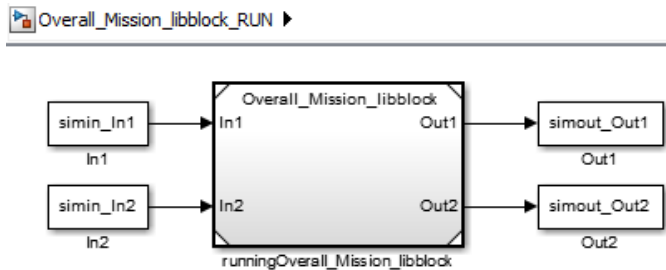 Overall_Mission_libblock_RUN
Overall_Mission_libblock
simin_In1
In1
Out1
simout_Out1
In1
Out1
simin_In2
In2
Out2
simout_Out2
In2
Out2
runningOverall_Mission_libblock